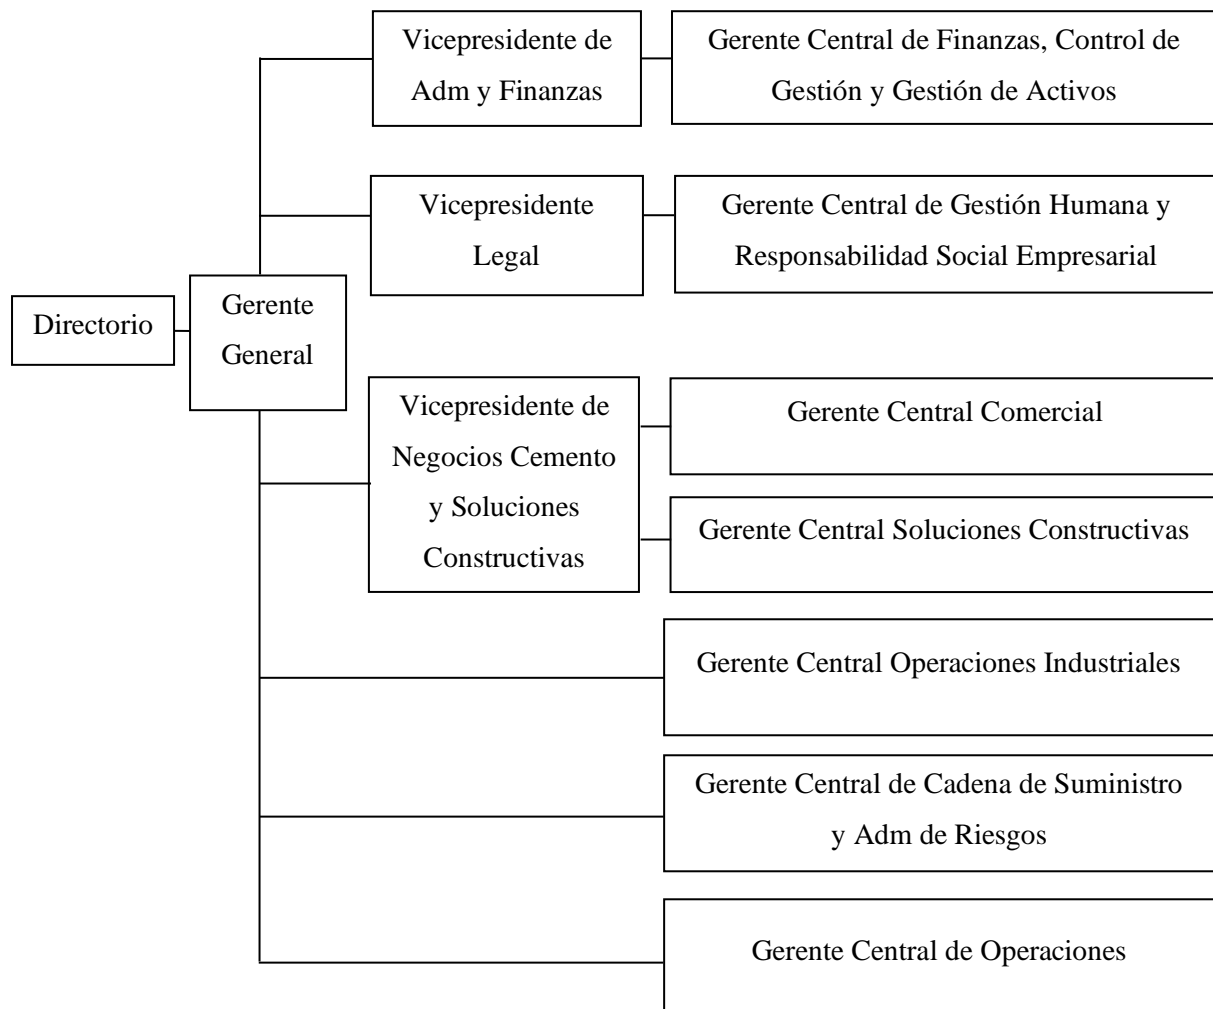 Directorio
Gerente
General
Vicepresidente de
Adm y Finanzas
Gerente Central de Finanzas, Control de
Gestión y Gestión de Activos
Vicepresidente
Legal
Gerente Central de Gestión Humana y
Responsabilidad Social Empresarial
Vicepresidente de
Negocios Cemento
y Soluciones
Constructivas
Gerente Central Comercial
Gerente Central Soluciones Constructivas
Gerente Central Operaciones Industriales
Gerente Central de Cadena de Suministro
y Adm de Riesgos
Gerente Central de Operaciones